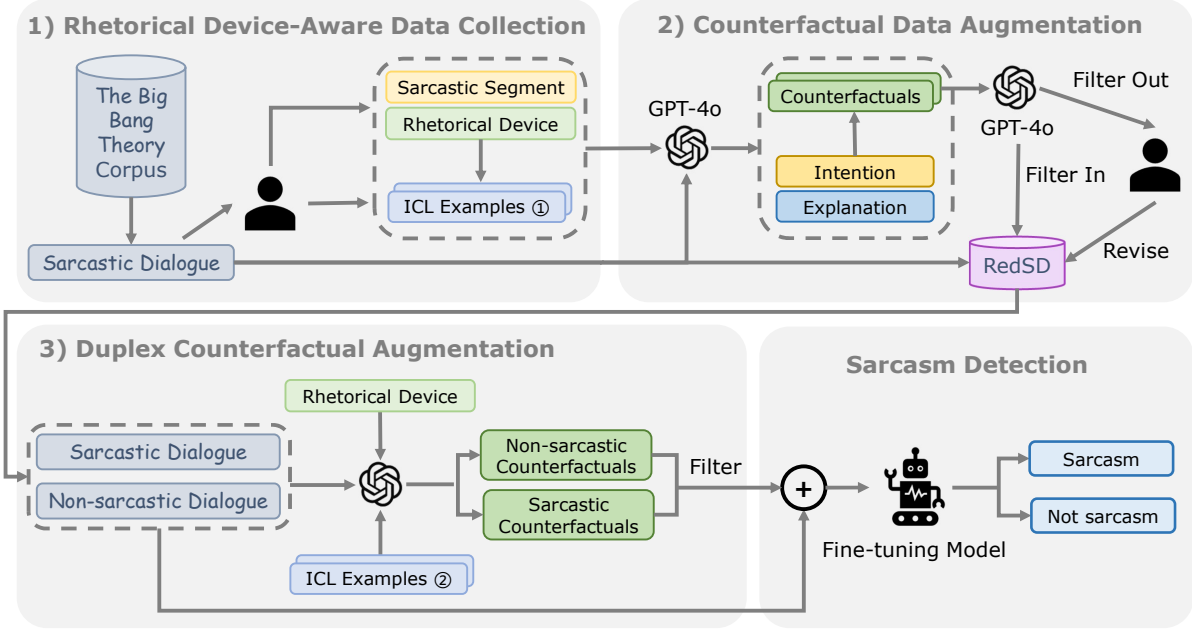 1) Rhetorical Device-Aware Data Collection
The Big
Bang
Theory
Corpus
Sarcastic Dialogue
Sarcastic Segment
Rhetorical Device
ICL Examples ①
2) Counterfactual Data Augmentation
GPT-4o
Counterfactuals
Intention
Explanation
GPT-4o
Filter Out
Filter In
Revise
RedSD
3) Duplex Counterfactual Augmentation
Rhetorical Device
Sarcastic Dialogue
Non-sarcastic Dialogue
ICL Examples ②
Non-sarcastic
Counterfactuals
Sarcastic
Counterfactuals
Filter
Sarcasm Detection
+
Fine-tuning Model
Sarcasm
Not sarcasm